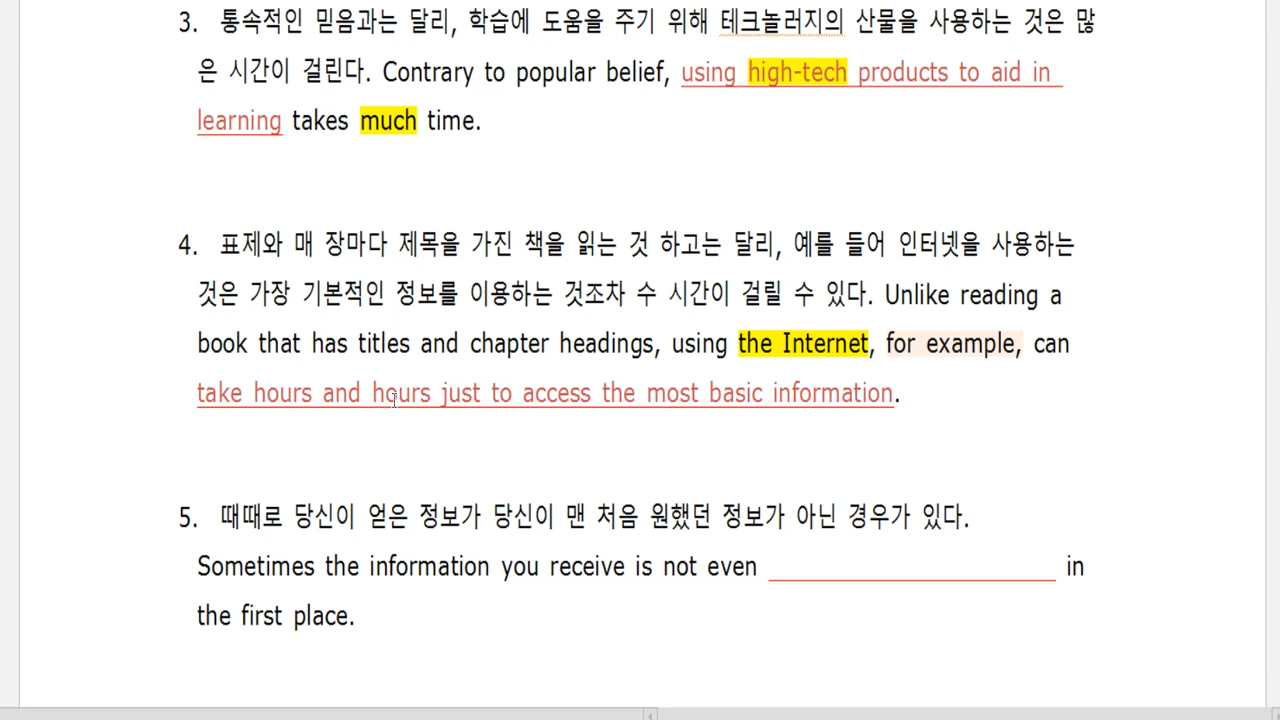 3. 통속적인 믿음과는 달리, 학습에 도움을 주기 위해 테크놀러지의 산물을 사용하는 것은 많
은 시간이 걸린다. Contrary to popular belief, using high-tech products to aid in
learning takes much time.
4. 표제와 매 장마다 제목을 가진 책을 읽는 것 하고는 달리, 예를 들어 인터넷을 사용하는
것은 가장 기본적인 정보를 이용하는 것조차 수 시간이 걸릴 수 있다. Unlike reading a
book that has titles and chapter headings, using the Internet, for example, can
take hours and hours just to access the most basic information.
5. 때때로 당신이 얻은 정보가 당신이 맨 처음 원했던 정보가 아닌 경우가 있다.
Sometimes the information you receive is not even in
the first place.